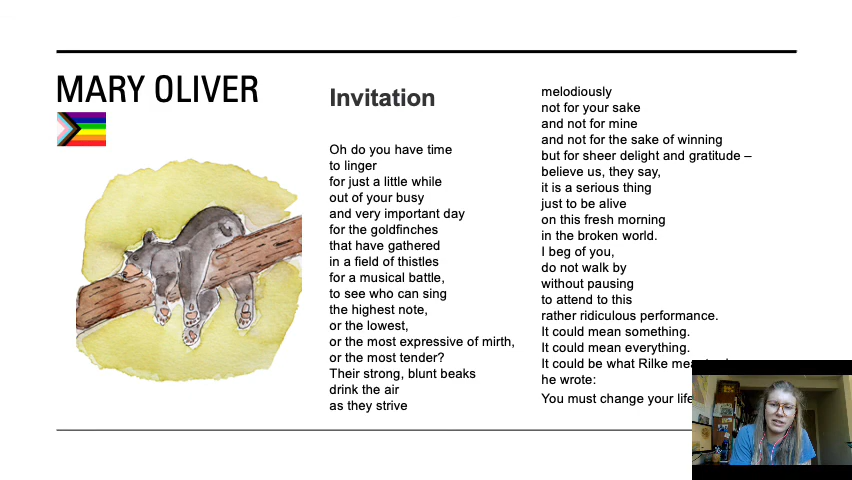 MARY OLIVER
Invitation
Oh do you have time
to linger
for just a little while
out of your busy
and very important day
for the goldfinches
that have gathered
in a field of thistles
for a musical battle,
to see who can sing
the highest note,
or the lowest,
or the most expressive of mirth,
or the most tender?
Their strong, blunt beaks
drink the air
as they strive
melodiously
not for your sake
and not for mine
and not for the sake of winning
but for sheer delight and gratitude –
believe us, they say,
it is a serious thing
just to be alive
on this fresh morning
in the broken world.
I beg of you,
do not walk by
without pausing
to attend to this
rather ridiculous performance.
It could mean something.
It could mean everything.
It could be what Rilke
he wrote:
You must change your life